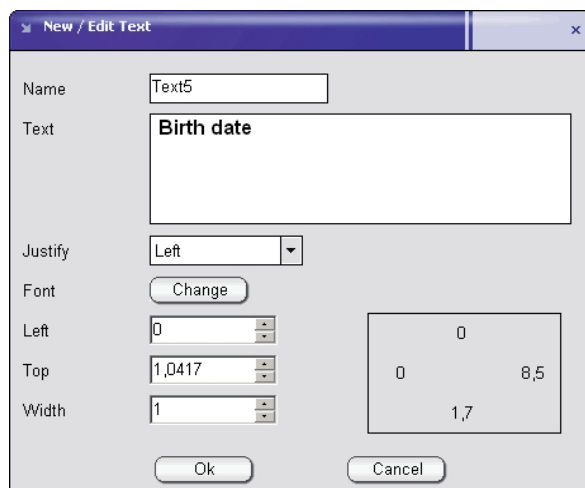 New / Edit Text
Name Text5
Text Birth date
Justify Left
Font Change
Left 0
0
Top 1,0417
0 8,5
Width 1
1,7
Ok Cancel